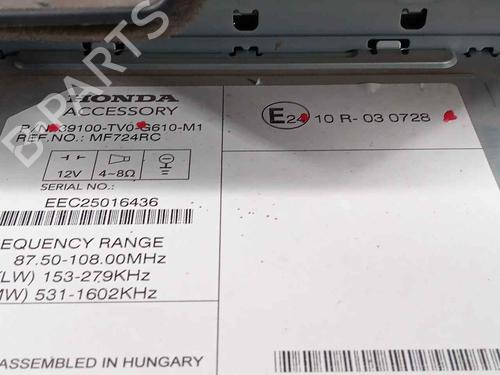 B-PARTS
HONDA
ACCESSORY
P/N:39100-TV0-G610-M1
REF.NO.: MF724RC
12V
4~8Ω
SERIAL NO.:
EEC25016436
EQUENCY RANGE
87.50-108.00MHz
(LW) 153-279KHz
MW) 531-1602KHz
ASSEMBLED IN HUNGARY
E24 10 R- 03 0728